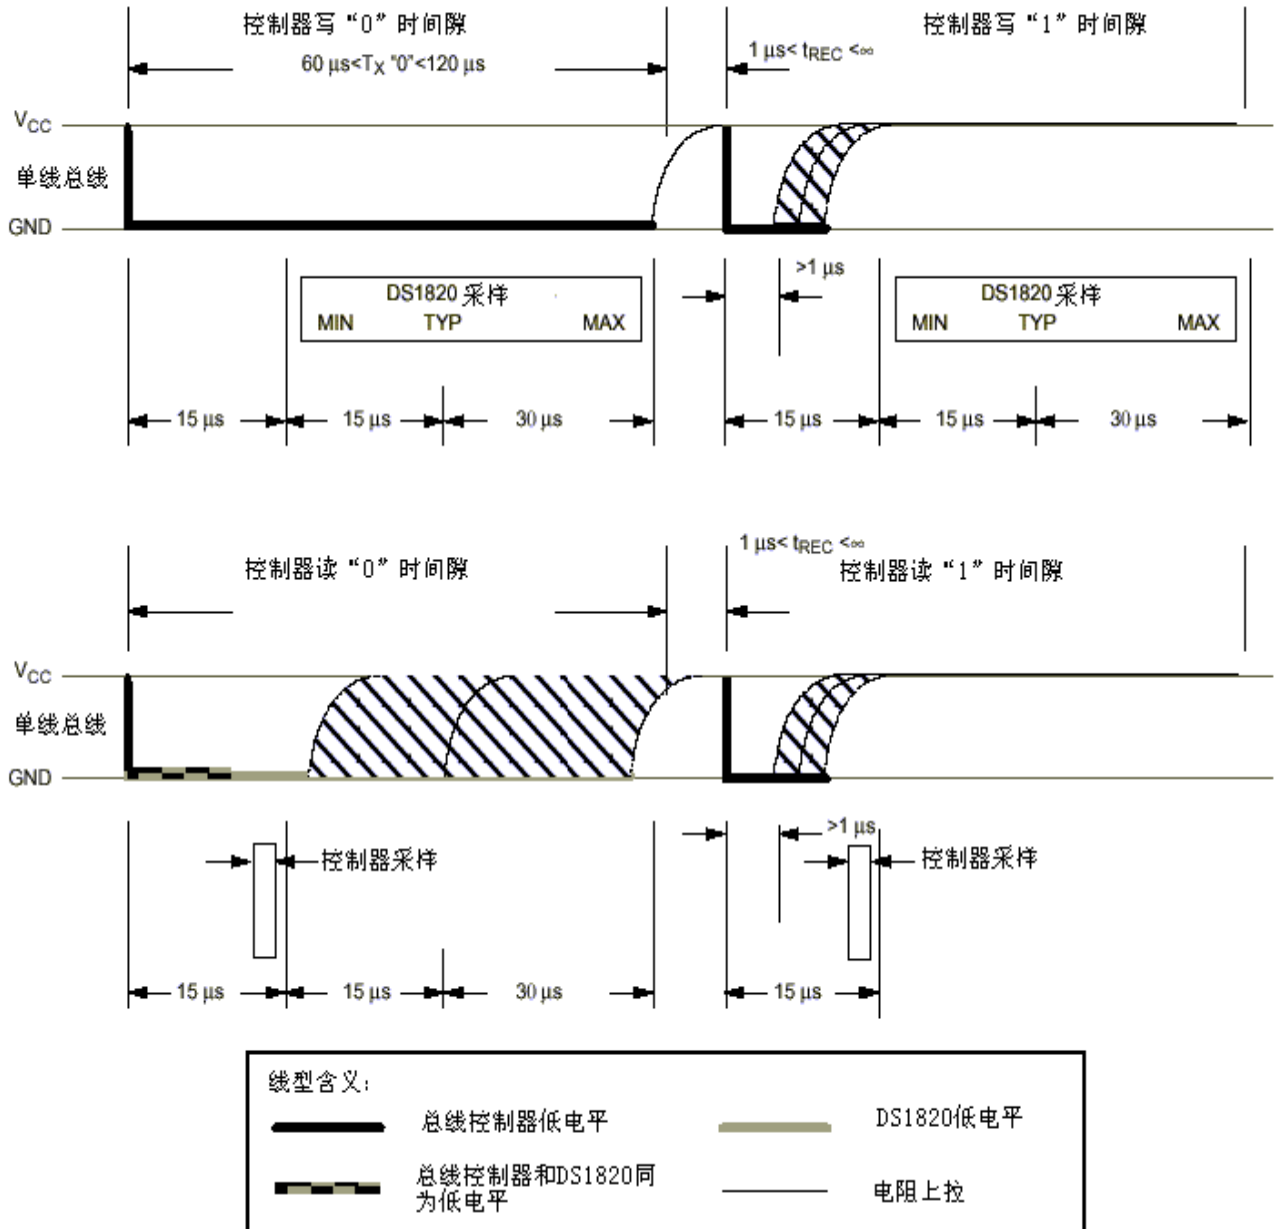 控制器写“0”时间隙
控制器写“1”时间隙
60 μs<TX "0"<120 μs
1 μs< tREC <∞
VCC
单线总线
GND
>1 μs
DS1820 采样
MIN TYP MAX
DS1820 采样
MIN TYP MAX
15 μs 15 μs 30 μs 15 μs 15 μs 30 μs
1 μs< tREC <∞
控制器读“0”时间隙
控制器读“1”时间隙
VCC
单线总线
GND
>1 μs
控制器采样
控制器采样
15 μs 15 μs 30 μs 15 μs
线型含义:
总线控制器低电平
DS1820低电平
总线控制器和DS1820同
为低电平
电阻上拉